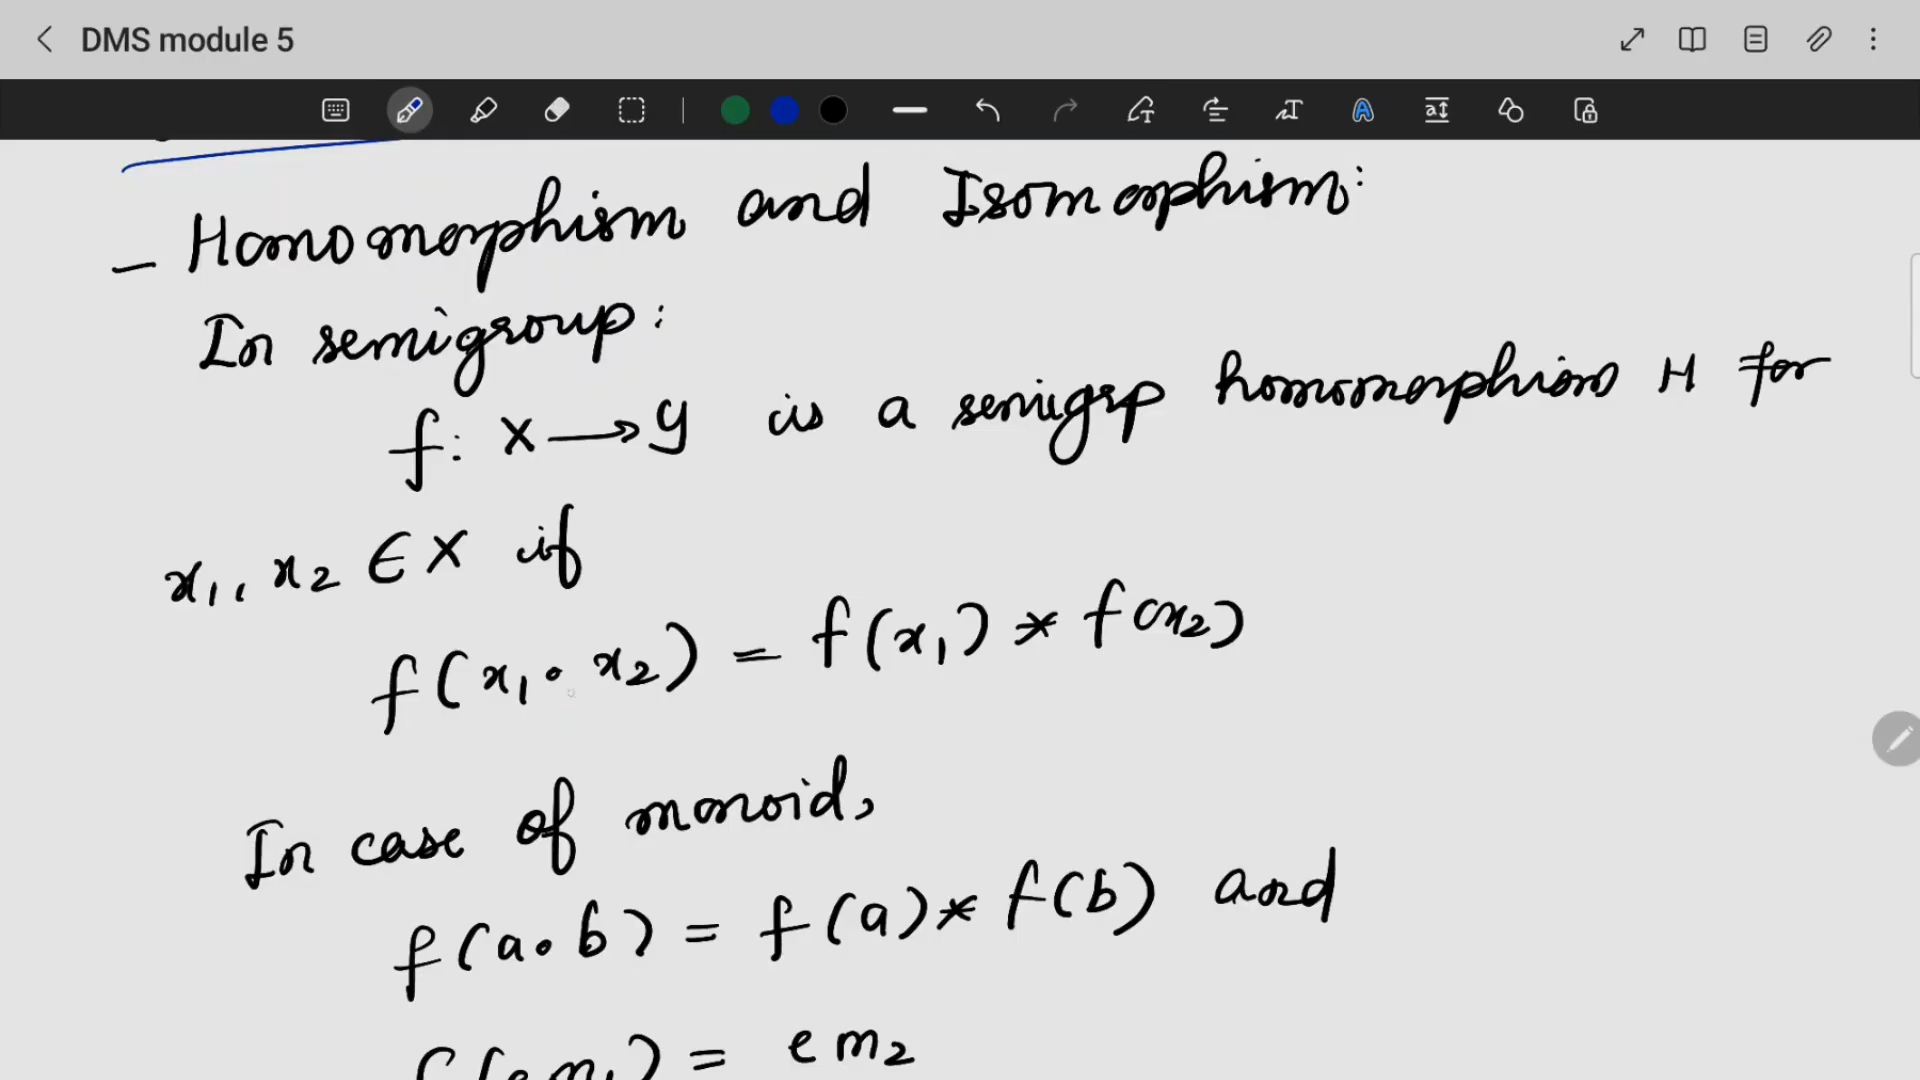 DMS module 5
- Homomorphism and Isomorphism:
In semigroup:
f: X → y is a semigrp homomorphism H for
x₁, x₂ ∈ X if
f(x₁ ∘ x₂) = f(x₁) * f(x₂)
In case of monoid,
f(a∘b) = f(a) * f(b) and
f(em₁) = em₂